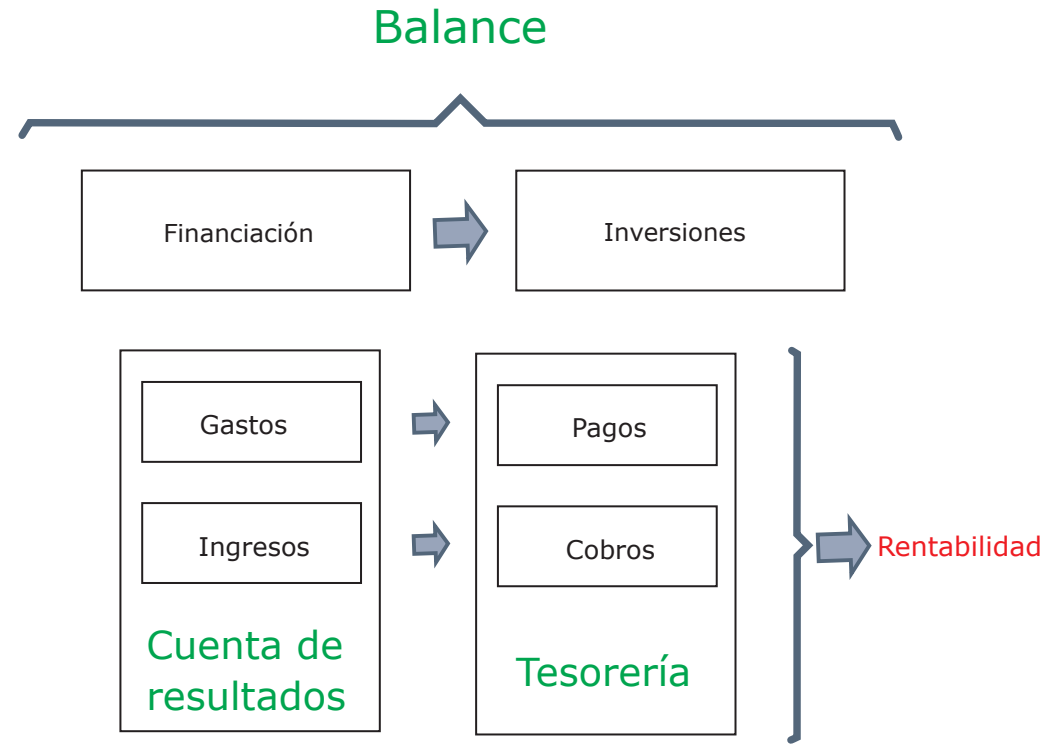 Balance
Financiación
Inversiones
Gastos
Pagos
Ingresos
Cobros
Rentabilidad
Cuenta de
resultados
Tesorería